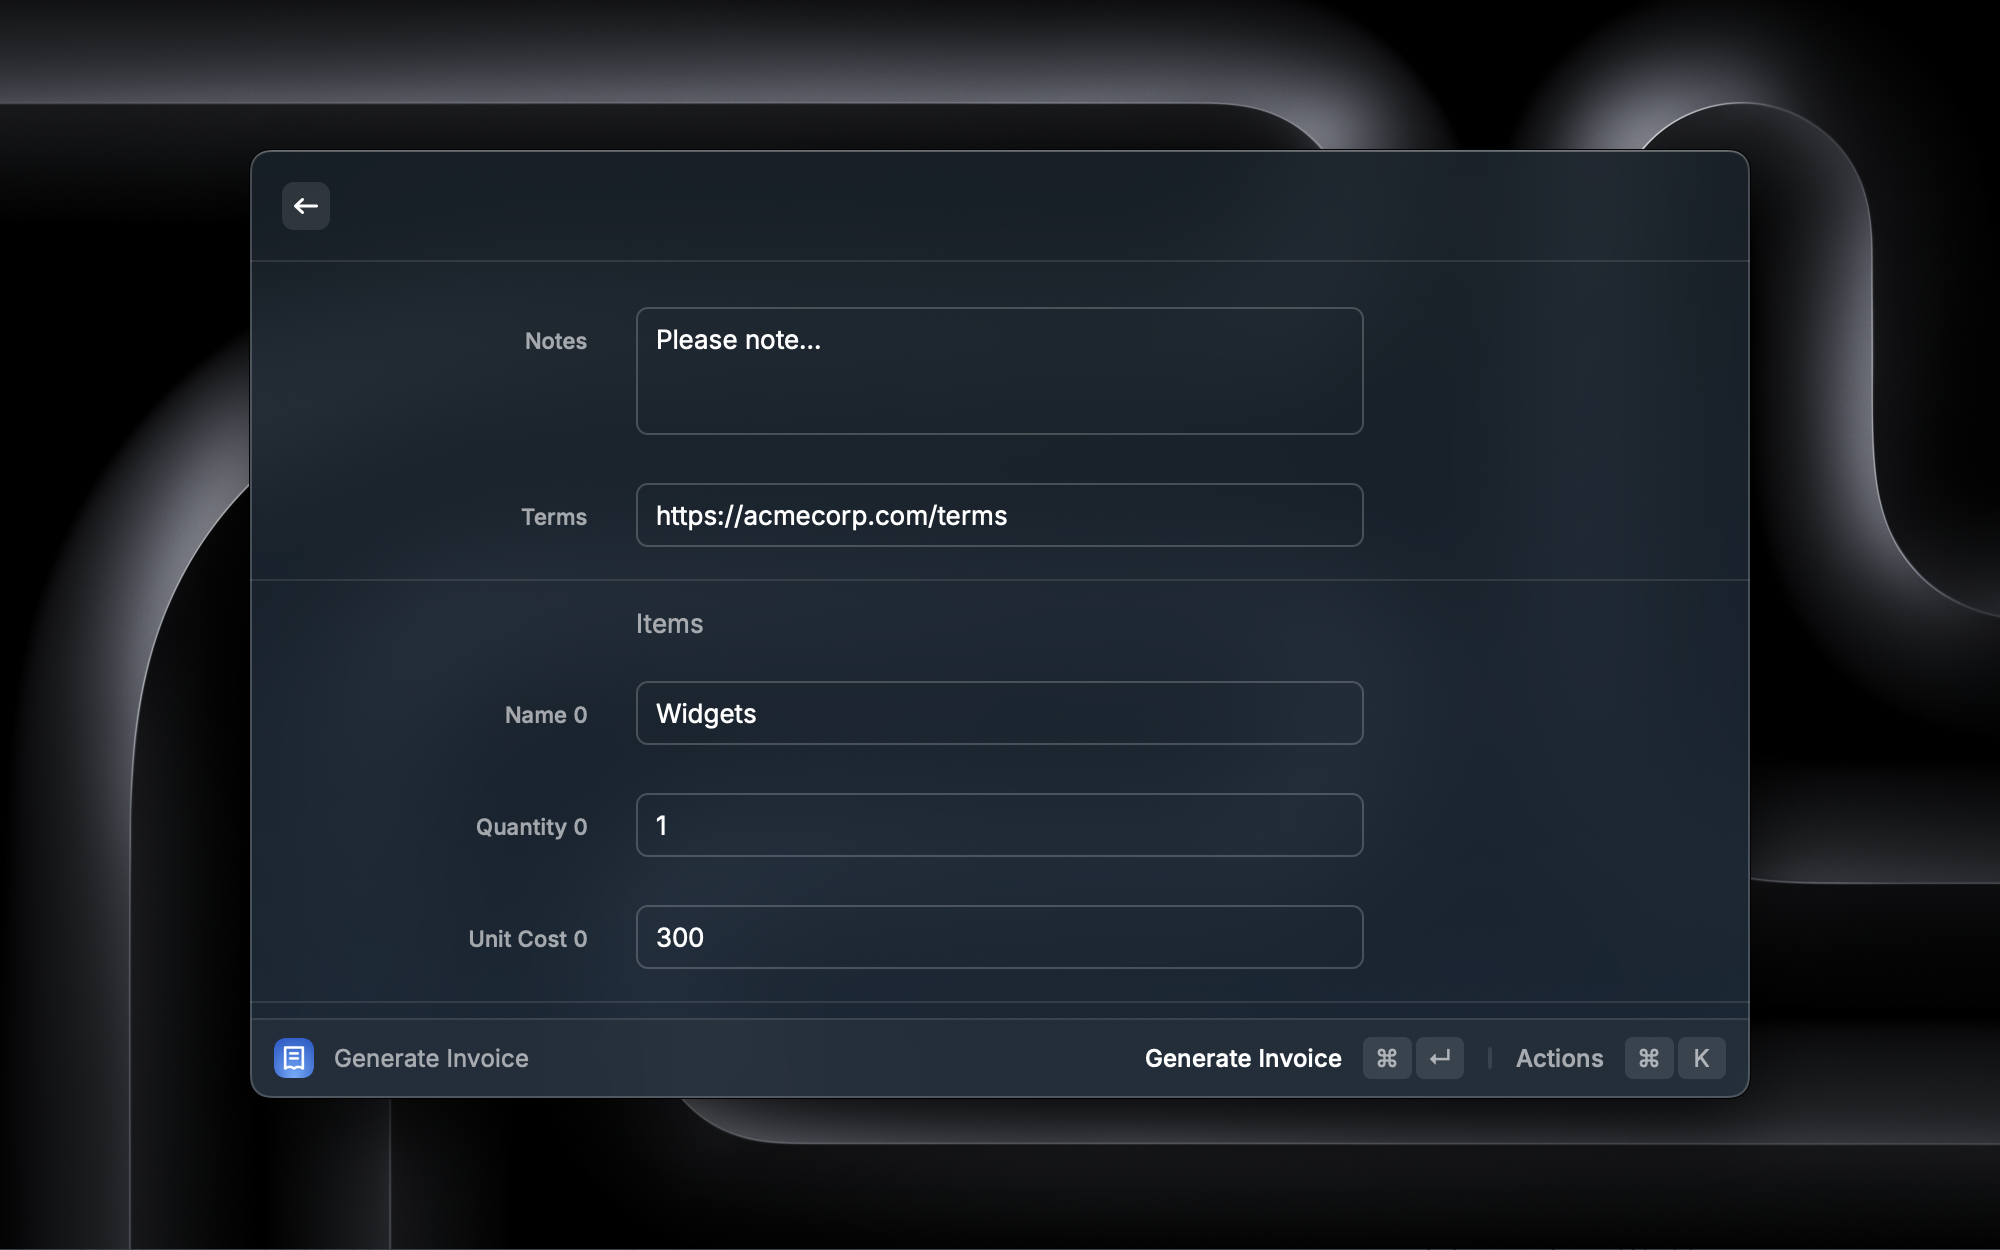 Notes
Please note...
Terms
https://acmecorp.com/terms
Items
Name 0
Widgets
Quantity 0
1
Unit Cost 0
300
Generate Invoice
Generate Invoice ⌘ ↵ | Actions ⌘ K